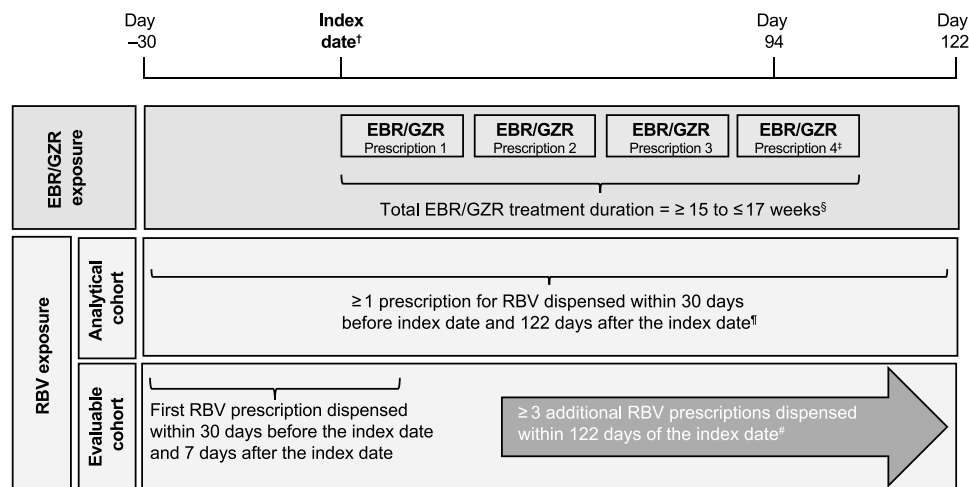 Day
–30
Index
date†
Day
94
Day
122
EBR/GZR
exposure
EBR/GZR
Prescription 1
EBR/GZR
Prescription 2
EBR/GZR
Prescription 3
EBR/GZR
Prescription 4‡
Total EBR/GZR treatment duration = ≥ 15 to ≤ 17 weeks§
RBV exposure
Analytical
cohort
≥ 1 prescription for RBV dispensed within 30 days
before index date and 122 days after the index date¶
Evaluable
cohort
First RBV prescription dispensed
within 30 days before the index date
and 7 days after the index date
≥ 3 additional RBV prescriptions dispensed
within 122 days of the index date#